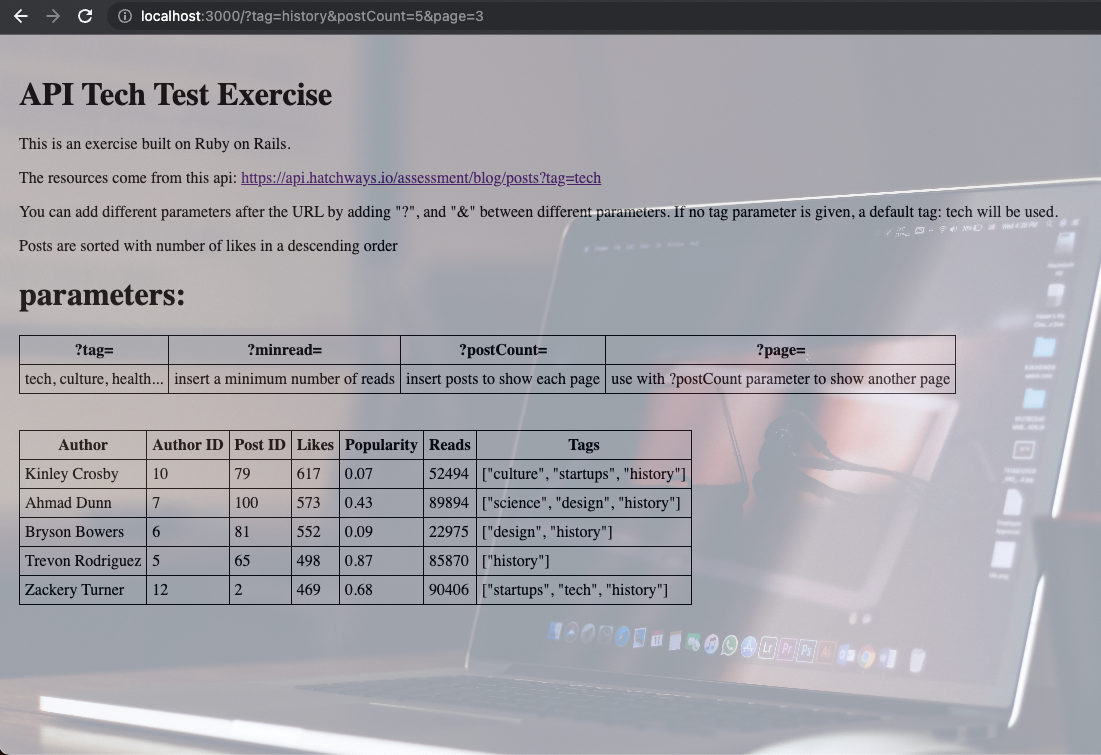 localhost:3000/?tag=history&postCount=5&page=3
API Tech Test Exercise
This is an exercise built on Ruby on Rails.
The resources come from this api: https://api.hatchways.io/assessment/blog/posts?tag=tech
You can add different parameters after the URL by adding "?", and "&" between different parameters. If no tag parameter is given, a default tag: tech will be used.
Posts are sorted with number of likes in a descending order
parameters:
?tag= ?minread= ?postCount= ?page=
tech, culture, health... insert a minimum number of reads insert posts to show each page use with ?postCount parameter to show another page
Author Author ID Post ID Likes Popularity Reads Tags
Kinley Crosby 10 79 617 0.07 52494 ["culture", "startups", "history"]
Ahmad Dunn 7 100 573 0.43 89894 ["science", "design", "history"]
Bryson Bowers 6 81 552 0.09 22975 ["design", "history"]
Trevon Rodriguez 5 65 498 0.87 85870 ["history"]
Zackery Turner 12 2 469 0.68 90406 ["startups", "tech", "history"]
Lr Pr Ps Ai